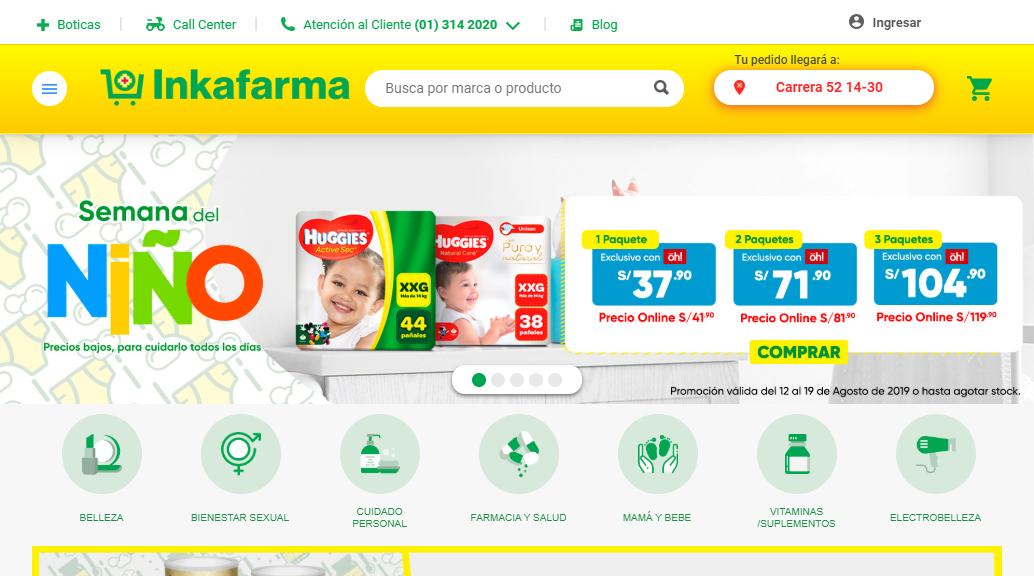 Boticas
Call Center
Atención al Cliente (01) 314 2020
Blog
Ingresar
Inkafarma
Busca por marca o producto
Tu pedido llegará a:
Carrera 52 14-30
Semana del
NIÑO
Precios bajos, para cuidarlo todos los días
HUGGIES
Active Sec
XXG
Más de 14 kg
44
pañales
HUGGIES
Natural Care
Unisex
Puro y
natural
XXG
Más de 14 kg
38
pañales
1 Paquete
Exclusivo con öh!
S/37.90
Precio Online S/41.90
2 Paquetes
Exclusivo con öh!
S/71.90
Precio Online S/81.90
3 Paquetes
Exclusivo con öh!
S/104.90
Precio Online S/119.90
COMPRAR
Promoción válida del 12 al 19 de Agosto de 2019 o hasta agotar stock.
BELLEZA
BIENESTAR SEXUAL
CUIDADO
PERSONAL
FARMACIA Y SALUD
MAMÁ Y BEBE
VITAMINAS
/SUPLEMENTOS
ELECTROBELLEZA